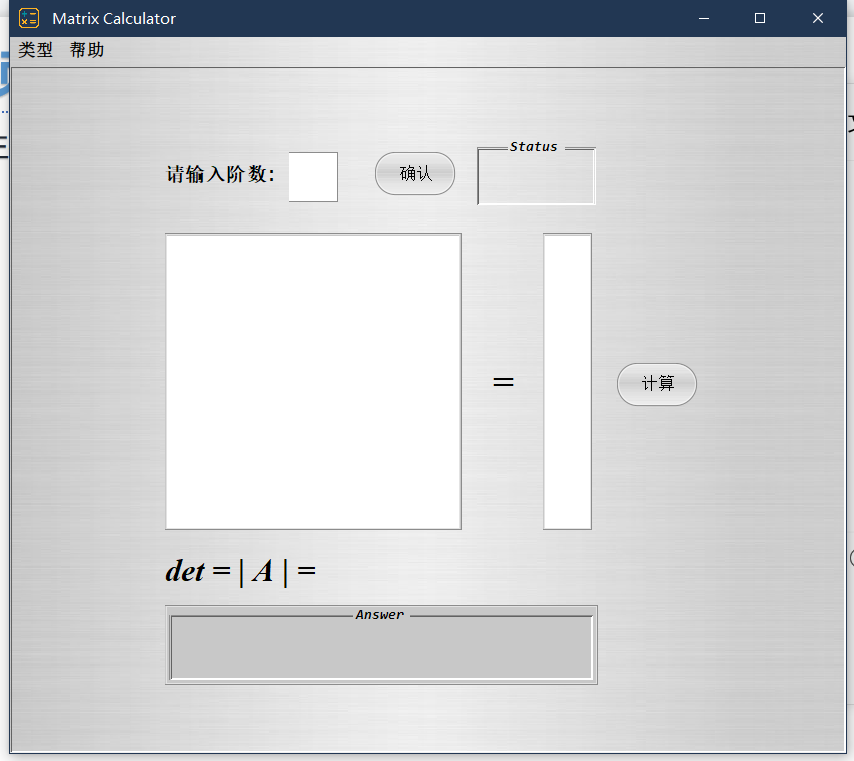 Matrix Calculator
类型 帮助
请输入阶数: 确认 Status
= 计算
det = | A | =
Answer